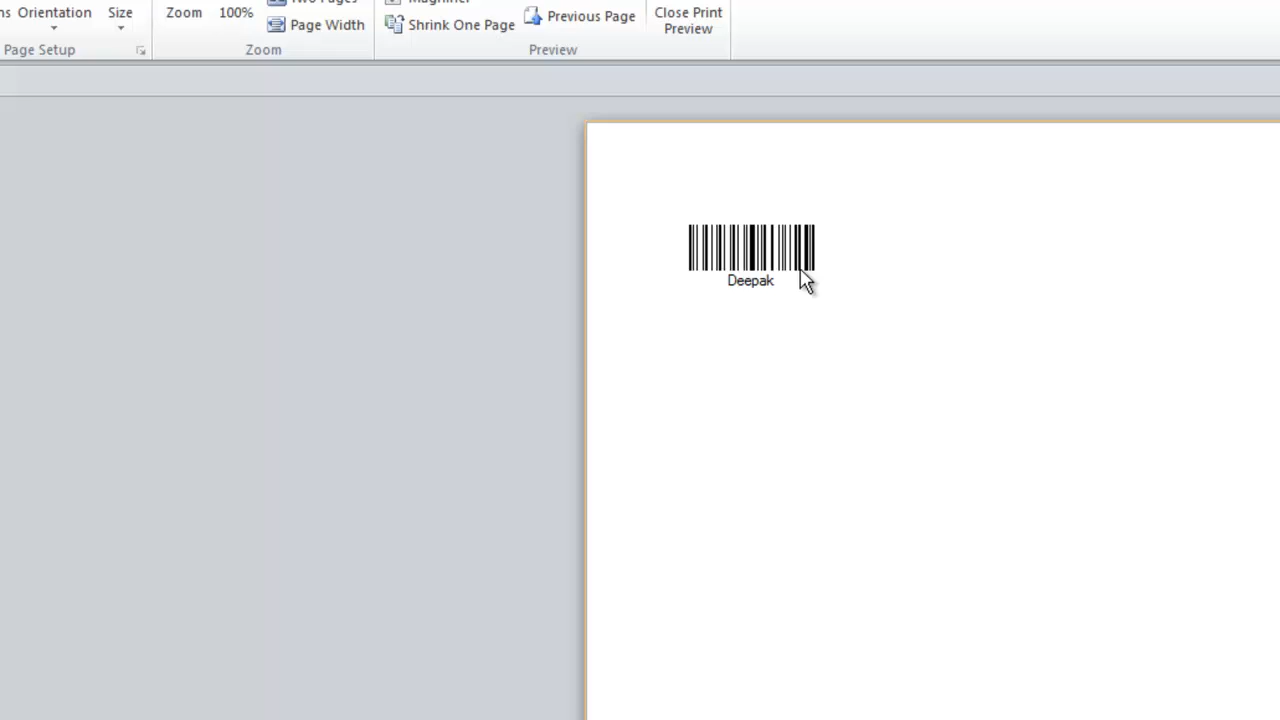 Orientation
Size
Page Setup
Zoom
100%
Page Width
Zoom
Shrink One Page
Previous Page
Preview
Close Print
Preview
Deepak